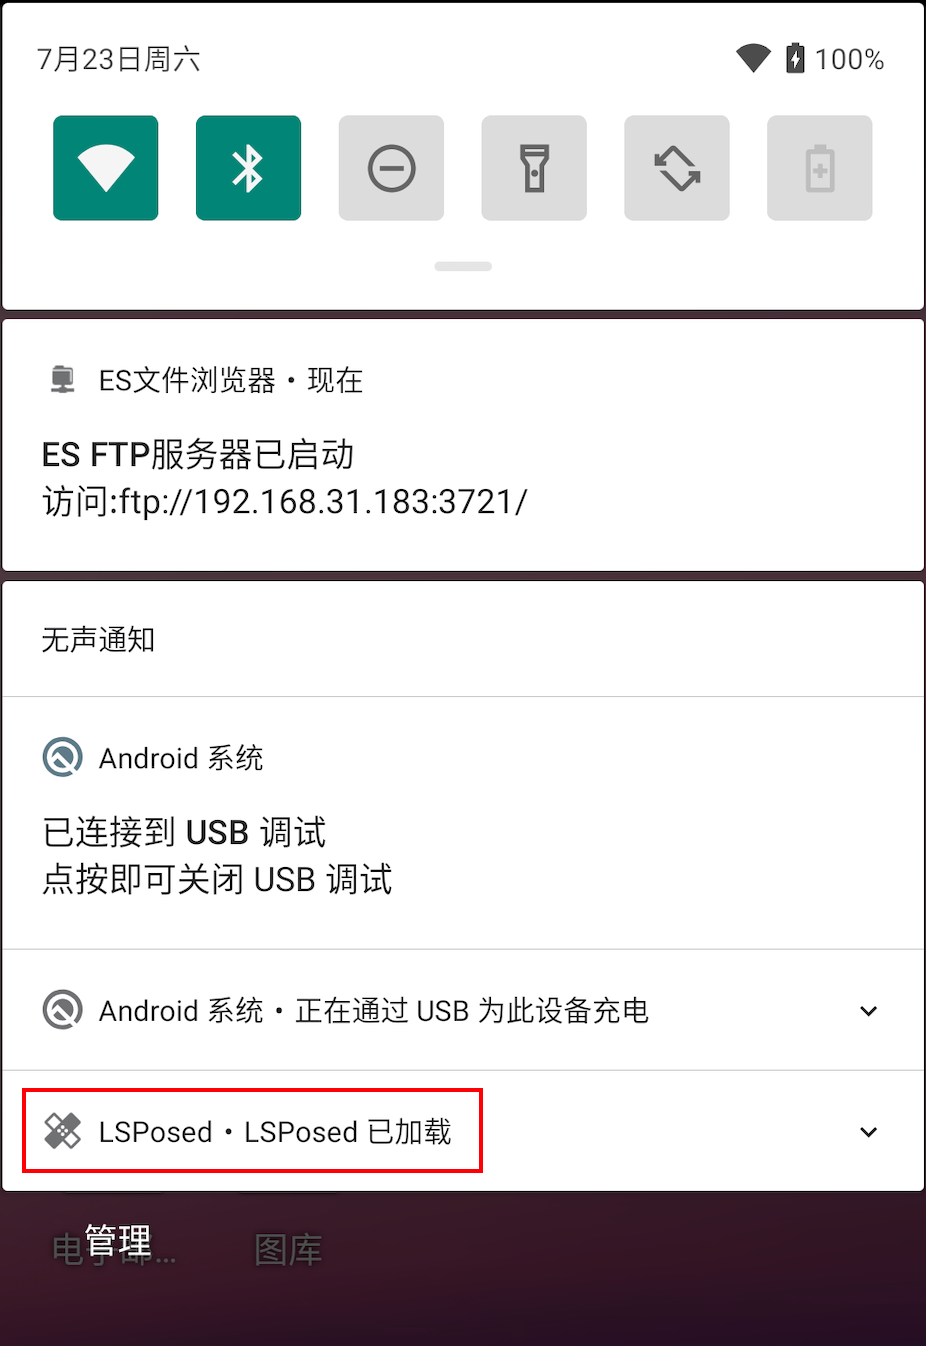 7月23日周六
100%
ES文件浏览器 • 现在
ES FTP服务器已启动
访问:ftp://192.168.31.183:3721/
无声通知
Android 系统
已连接到 USB 调试
点按即可关闭 USB 调试
Android 系统 • 正在通过 USB 为此设备充电
LSPosed • LSPosed 已加载
管理
图库